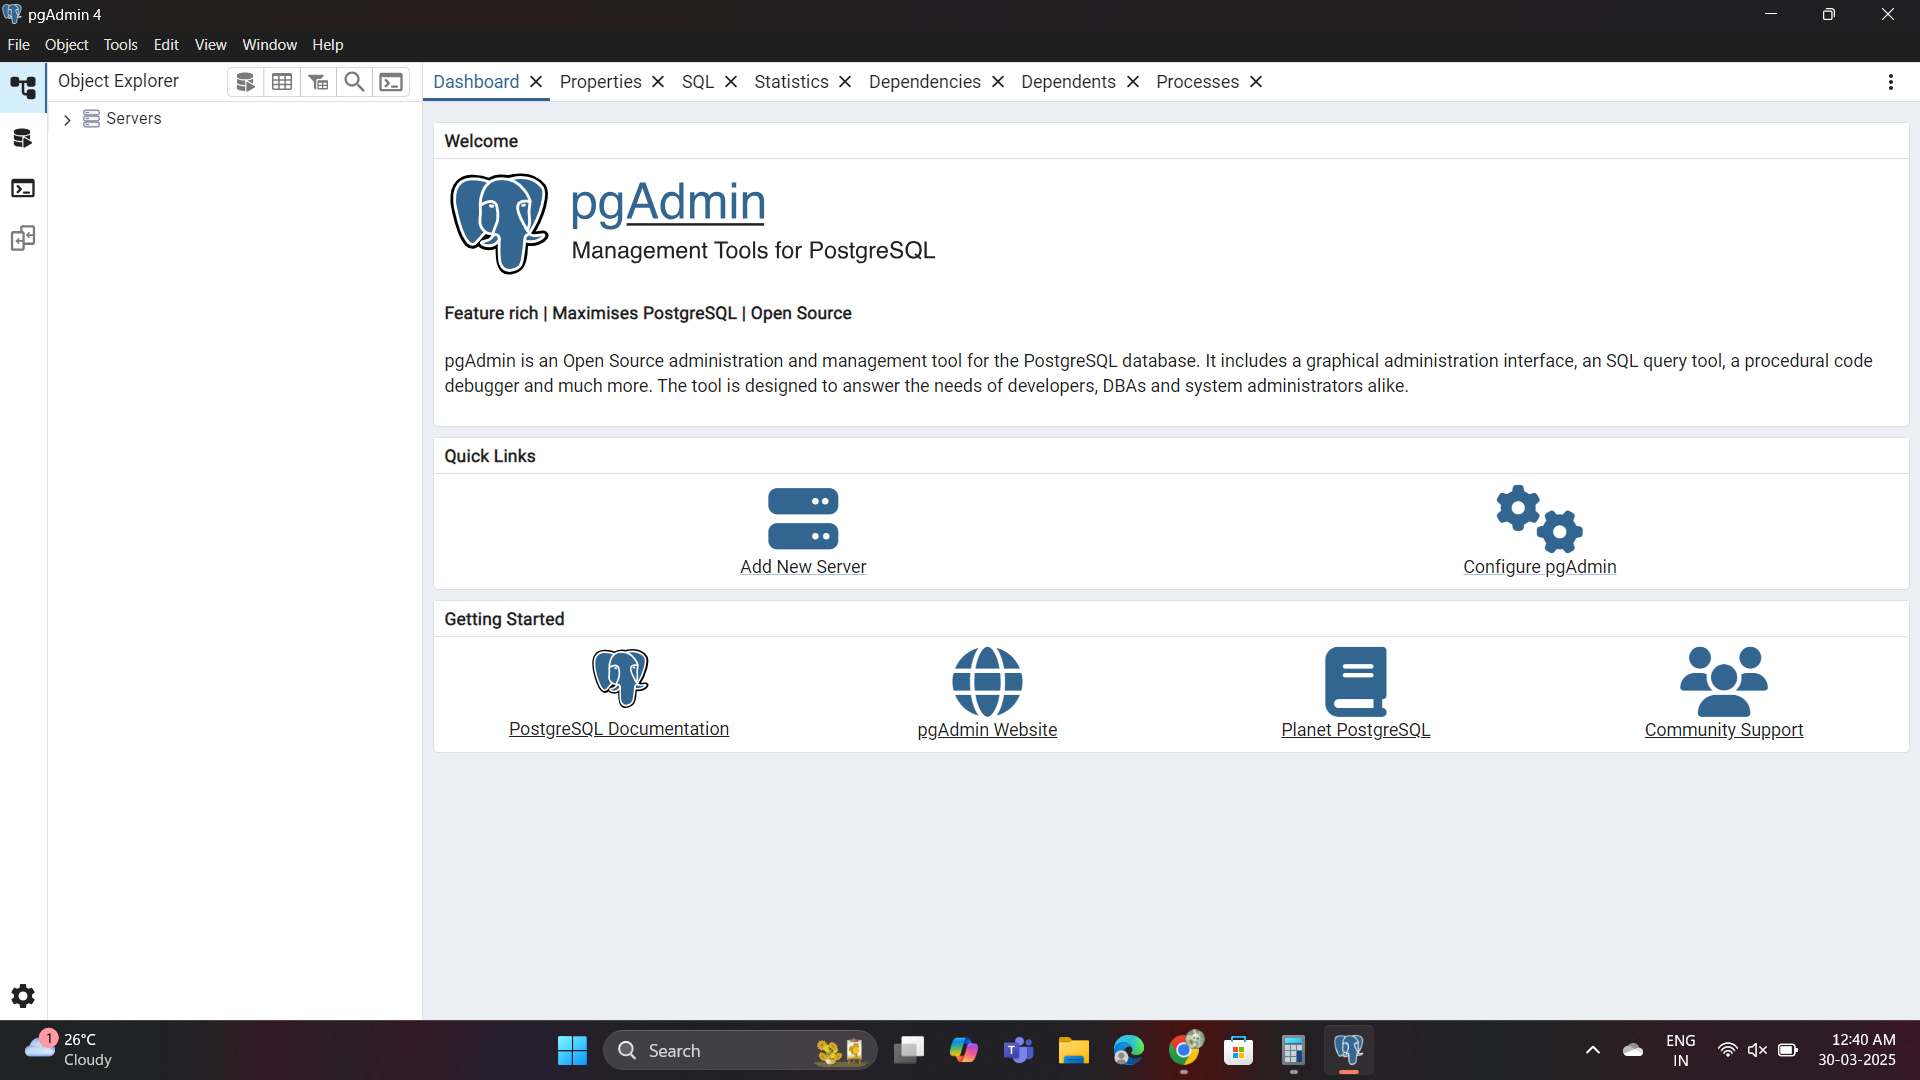 pgAdmin 4
File Object Tools Edit View Window Help
Object Explorer
Dashboard Properties SQL Statistics Dependencies Dependents Processes
Servers
Welcome
pgAdmin
Management Tools for PostgreSQL
Feature rich | Maximises PostgreSQL | Open Source
pgAdmin is an Open Source administration and management tool for the PostgreSQL database. It includes a graphical administration interface, an SQL query tool, a procedural code
debugger and much more. The tool is designed to answer the needs of developers, DBAs and system administrators alike.
Quick Links
Add New Server
Configure pgAdmin
Getting Started
PostgreSQL Documentation
pgAdmin Website
Planet PostgreSQL
Community Support
1
26°C
Cloudy
Search
ENG
IN
12:40 AM
30-03-2025